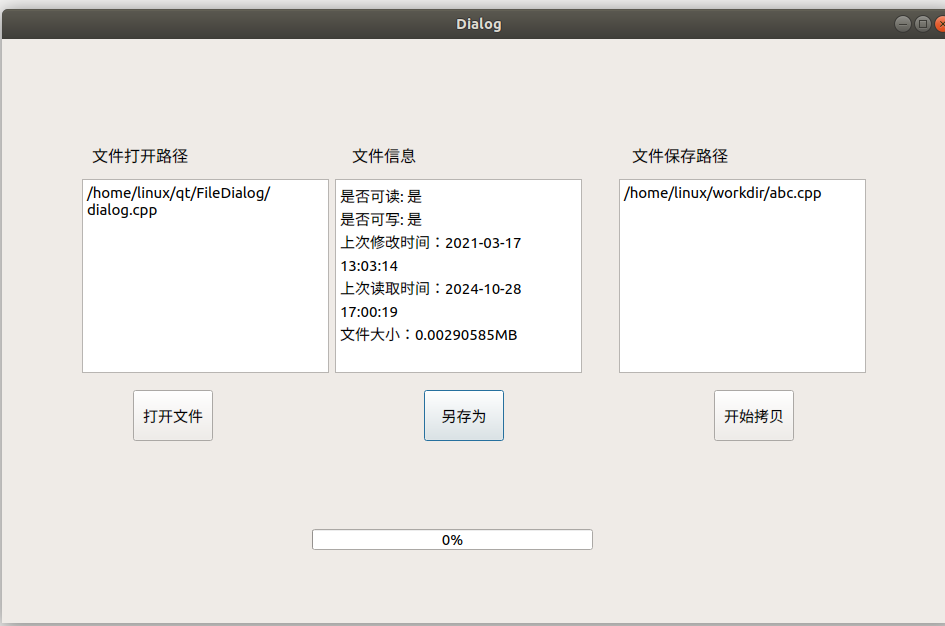 Dialog
文件打开路径
文件信息
文件保存路径
/home/linux/qt/FileDialog/
dialog.cpp
是否可读: 是
是否可写: 是
上次修改时间：2021-03-17
13:03:14
上次读取时间：2024-10-28
17:00:19
文件大小：0.00290585MB
/home/linux/workdir/abc.cpp
打开文件
另存为
开始拷贝
0%